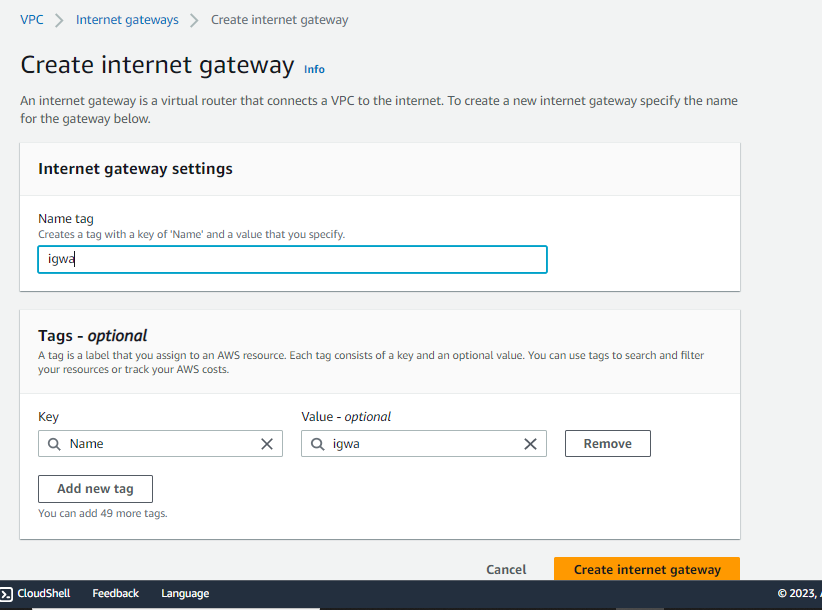 VPC > Internet gateways > Create internet gateway
Create internet gateway Info
An internet gateway is a virtual router that connects a VPC to the internet. To create a new internet gateway specify the name
for the gateway below.
Internet gateway settings
Name tag
Creates a tag with a key of 'Name' and a value that you specify.
igwa
Tags - optional
A tag is a label that you assign to an AWS resource. Each tag consists of a key and an optional value. You can use tags to search and filter
your resources or track your AWS costs.
Key Value - optional
Name igwa Remove
Add new tag
You can add 49 more tags.
Cancel Create internet gateway
CloudShell Feedback Language © 2023,